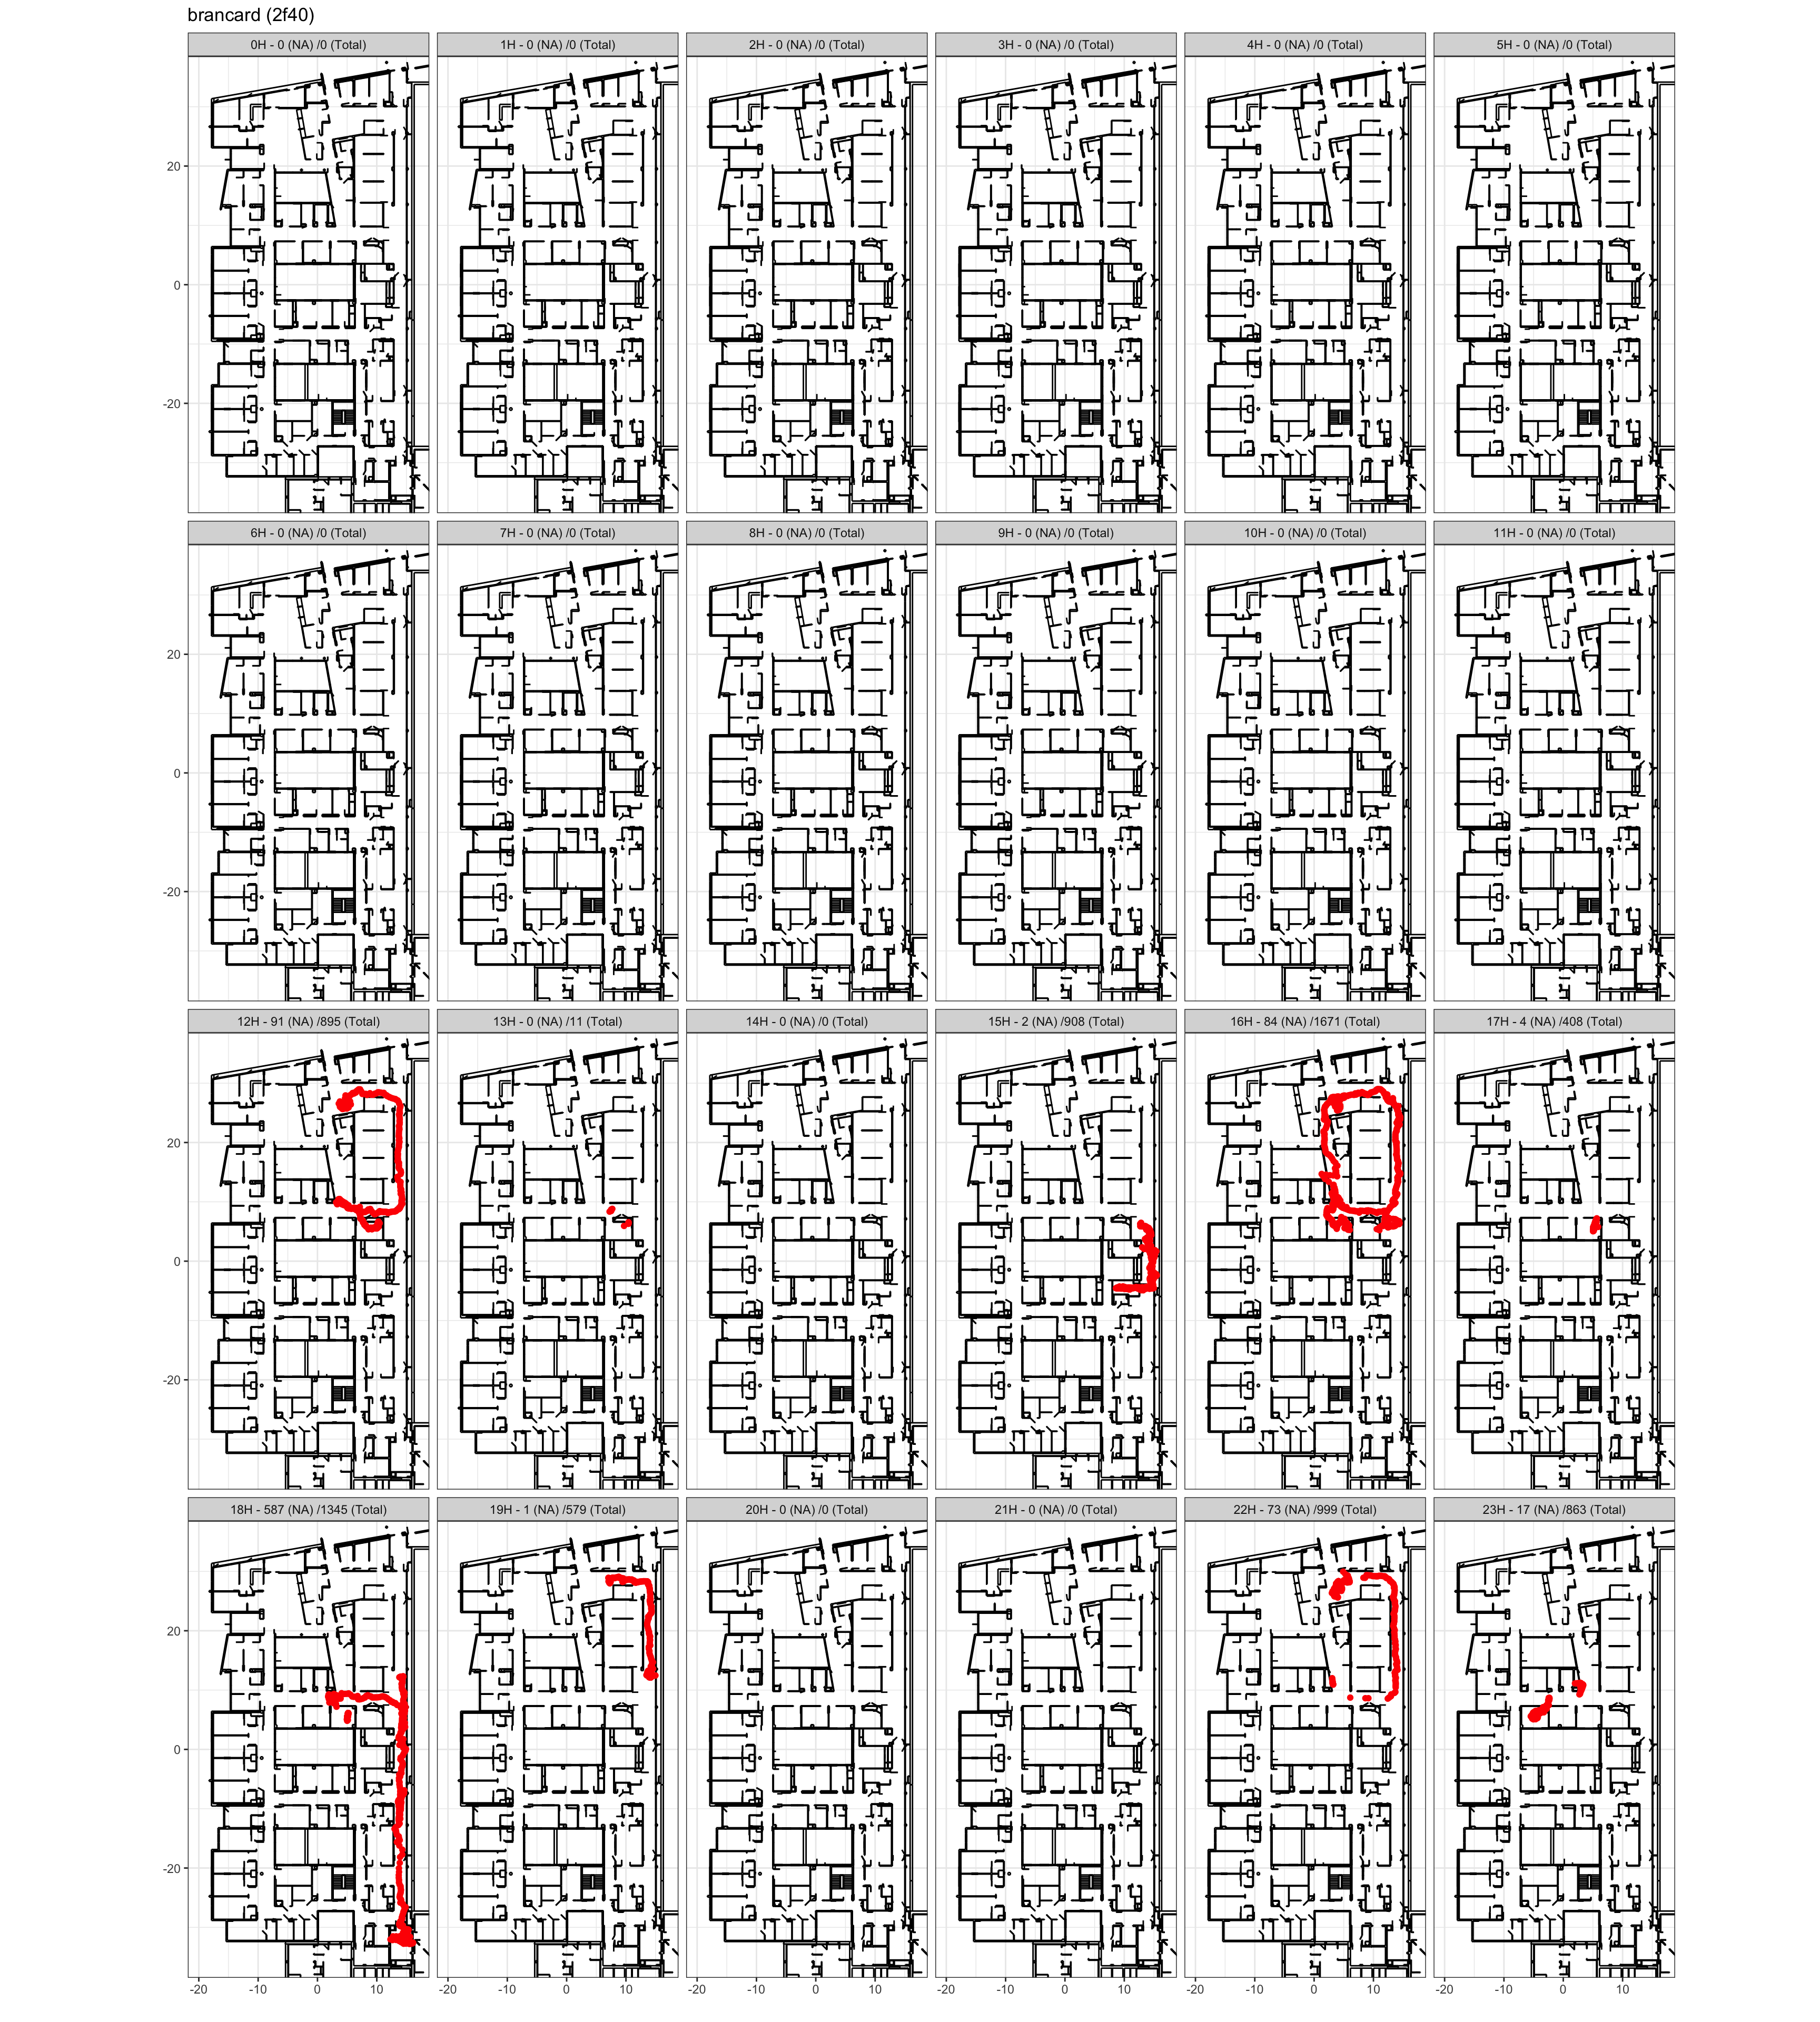 brancard (2f40)
0H - 0 (NA) /0 (Total) 1H - 0 (NA) /0 (Total) 2H - 0 (NA) /0 (Total) 3H - 0 (NA) /0 (Total) 4H - 0 (NA) /0 (Total) 5H - 0 (NA) /0 (Total)
20
0
-20
6H - 0 (NA) /0 (Total) 7H - 0 (NA) /0 (Total) 8H - 0 (NA) /0 (Total) 9H - 0 (NA) /0 (Total) 10H - 0 (NA) /0 (Total) 11H - 0 (NA) /0 (Total)
20
0
-20
12H - 91 (NA) /895 (Total) 13H - 0 (NA) /11 (Total) 14H - 0 (NA) /0 (Total) 15H - 2 (NA) /908 (Total) 16H - 84 (NA) /1671 (Total) 17H - 4 (NA) /408 (Total)
20
0
-20
18H - 587 (NA) /1345 (Total) 19H - 1 (NA) /579 (Total) 20H - 0 (NA) /0 (Total) 21H - 0 (NA) /0 (Total) 22H - 73 (NA) /999 (Total) 23H - 17 (NA) /863 (Total)
20
0
-20
-20 -10 0 10 -20 -10 0 10 -20 -10 0 10 -20 -10 0 10 -20 -10 0 10 -20 -10 0 10